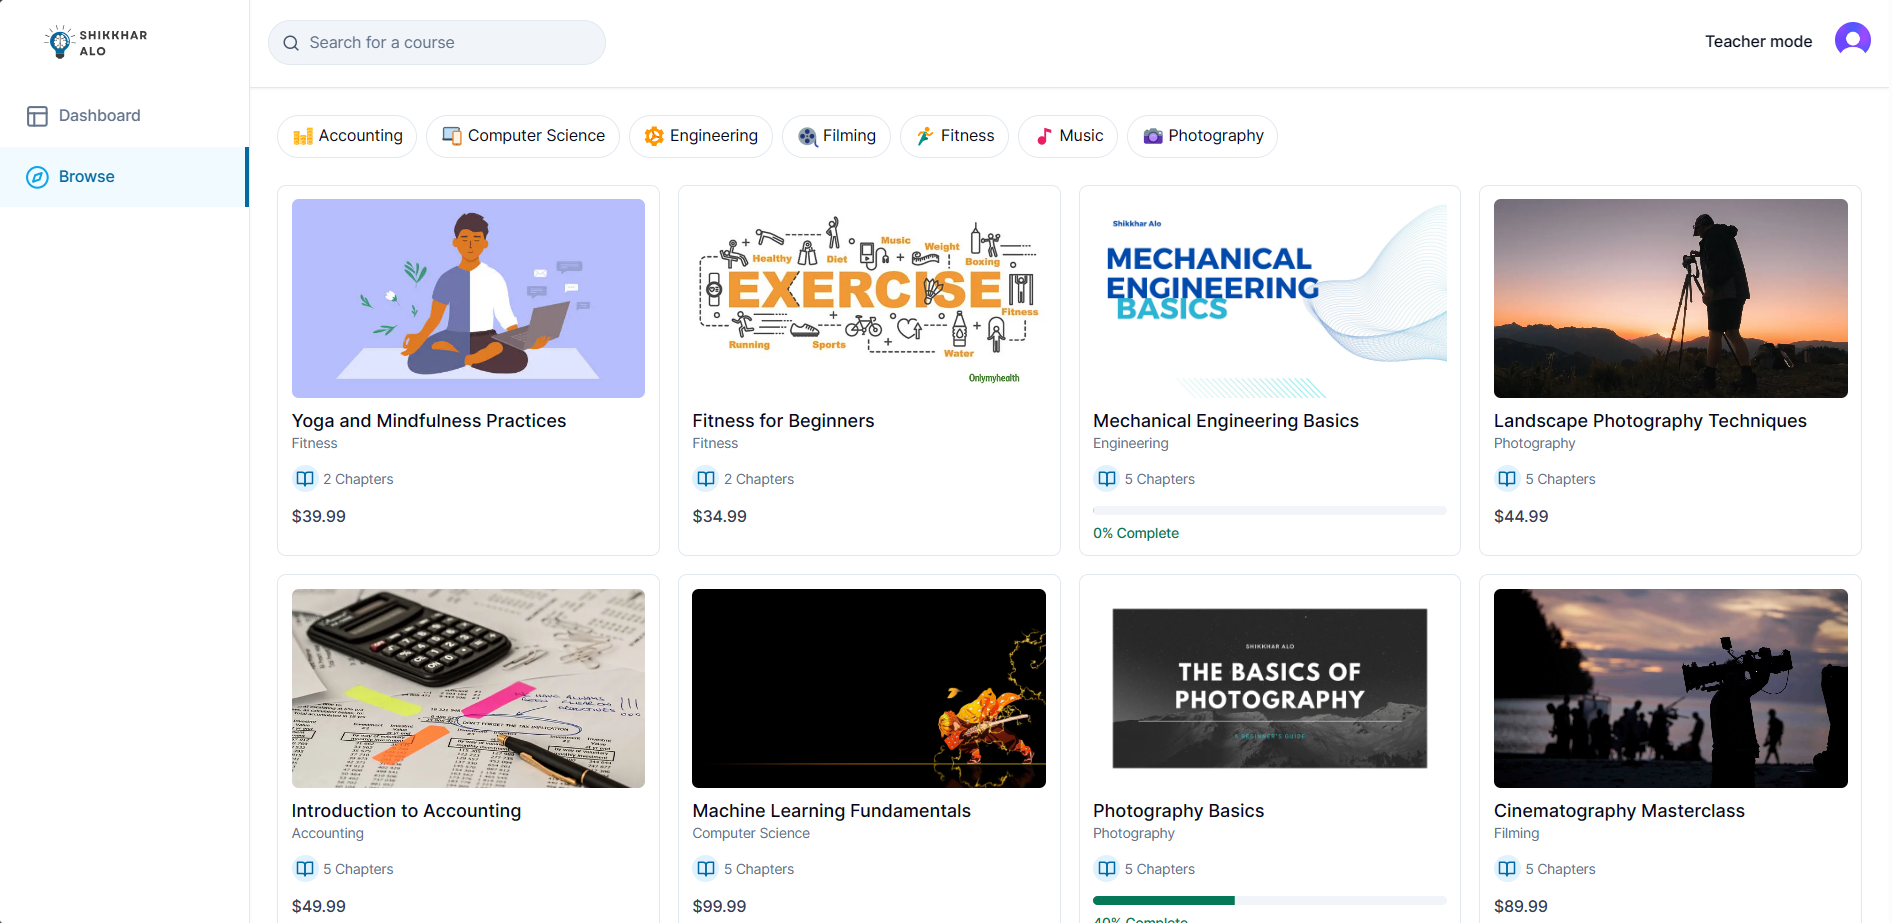 SHIKKHAR
ALO
Search for a course
Teacher mode
Dashboard
Browse
Accounting
Computer Science
Engineering
Filming
Fitness
Music
Photography
Music
Weight
Healthy
Diet
Boxing
EXERCISE
Fitness
Running
Sports
Water
Onlymyhealth
Shikkhar Alo
MECHANICAL
ENGINEERING
BASICS
Yoga and Mindfulness Practices
Fitness
2 Chapters
$39.99
Fitness for Beginners
Fitness
2 Chapters
$34.99
Mechanical Engineering Basics
Engineering
5 Chapters
0% Complete
Landscape Photography Techniques
Photography
5 Chapters
$44.99
SHIKKHAR ALO
THE BASICS OF
PHOTOGRAPHY
A BEGINNER'S GUIDE
Introduction to Accounting
Accounting
5 Chapters
$49.99
Machine Learning Fundamentals
Computer Science
5 Chapters
$99.99
Photography Basics
Photography
5 Chapters
40% Complete
Cinematography Masterclass
Filming
5 Chapters
$89.99